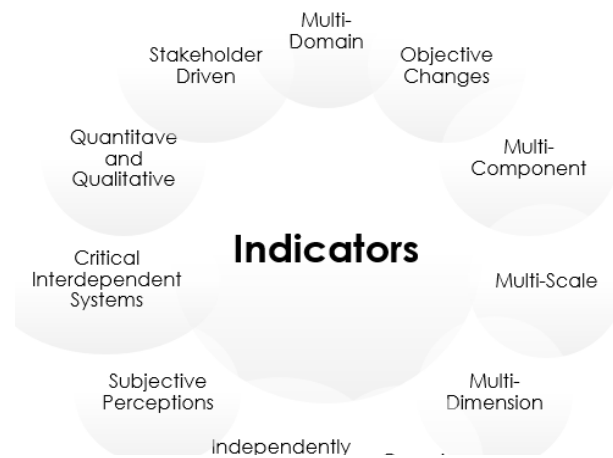 Multi-
Domain
Objective
Changes
Multi-
Component
Multi-Scale
Multi-
Dimension
Independently
Subjective
Perceptions
Critical
Interdependent
Systems
Quantitave
and
Qualitative
Stakeholder
Driven
Indicators